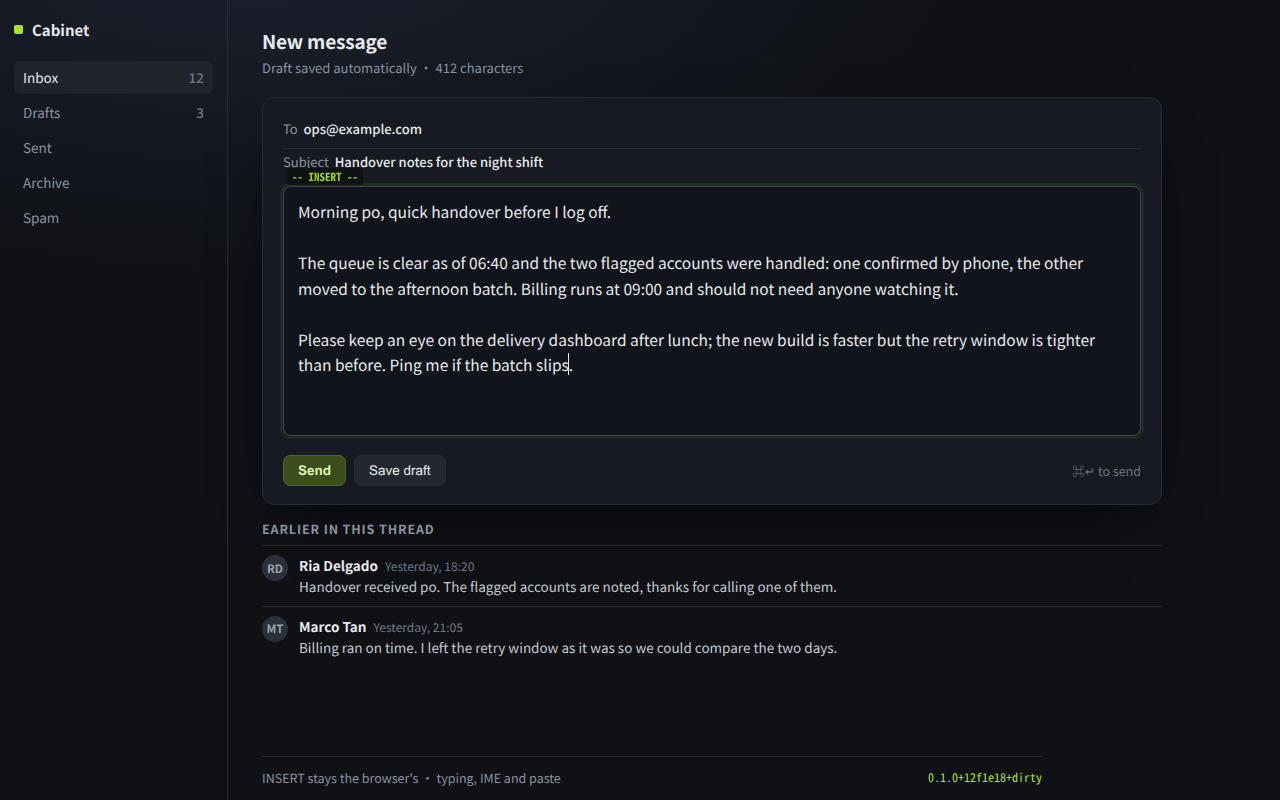 Cabinet
Inbox 12
Drafts 3
Sent
Archive
Spam
New message
Draft saved automatically • 412 characters
To ops@example.com
Subject Handover notes for the night shift
-- INSERT --
Morning po, quick handover before I log off.
The queue is clear as of 06:40 and the two flagged accounts were handled: one confirmed by phone, the other
moved to the afternoon batch. Billing runs at 09:00 and should not need anyone watching it.
Please keep an eye on the delivery dashboard after lunch; the new build is faster but the retry window is tighter
than before. Ping me if the batch slips.
Send
Save draft
⌘↵ to send
EARLIER IN THIS THREAD
RD Ria Delgado Yesterday, 18:20
Handover received po. The flagged accounts are noted, thanks for calling one of them.
MT Marco Tan Yesterday, 21:05
Billing ran on time. I left the retry window as it was so we could compare the two days.
INSERT stays the browser's • typing, IME and paste
0.1.0+12f1e18+dirty